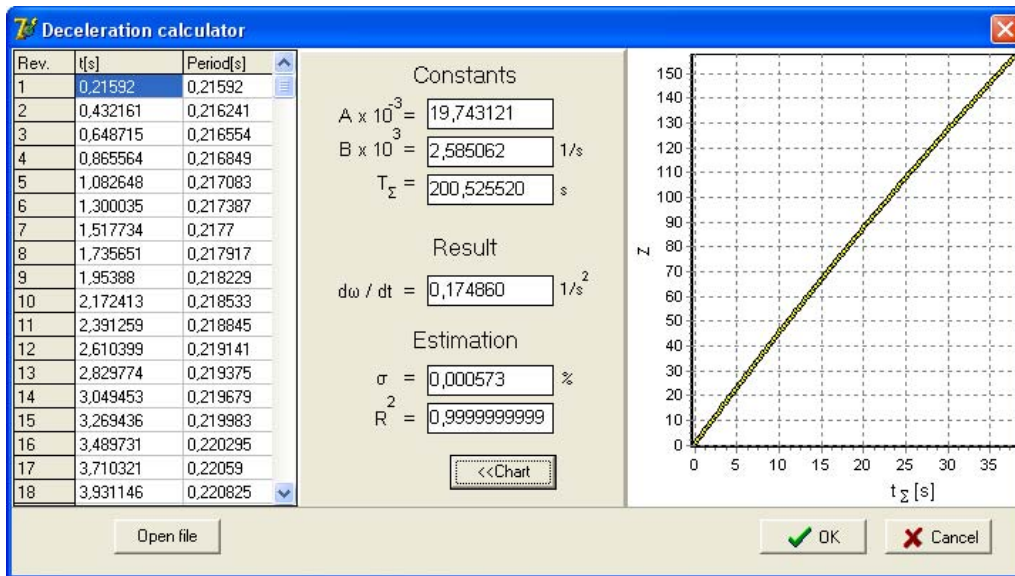 Deceleration calculator
Rev. t[s] Period[s]
1 0,21592 0,21592
2 0,432161 0,216241
3 0,648715 0,216554
4 0,865564 0,216849
5 1,082648 0,217083
6 1,300035 0,217387
7 1,517734 0,2177
8 1,735651 0,217917
9 1,95388 0,218229
10 2,172413 0,218533
11 2,391259 0,218845
12 2,610399 0,219141
13 2,829774 0,219375
14 3,049453 0,219679
15 3,269436 0,219983
16 3,489731 0,220295
17 3,710321 0,22059
18 3,931146 0,220825
Constants
A x 10⁻³ = 19,743121
B x 10³ = 2,585062 1/s
T_Σ = 200,525520 s
Result
dω / dt = 0,174860 1/s²
Estimation
σ = 0,000573 %
R² = 0,9999999999
<<Chart
150
140
130
120
110
100
90
80
70
60
50
40
30
20
10
0
Z
0 5 10 15 20 25 30 35
t_Σ [s]
Open file
OK
Cancel